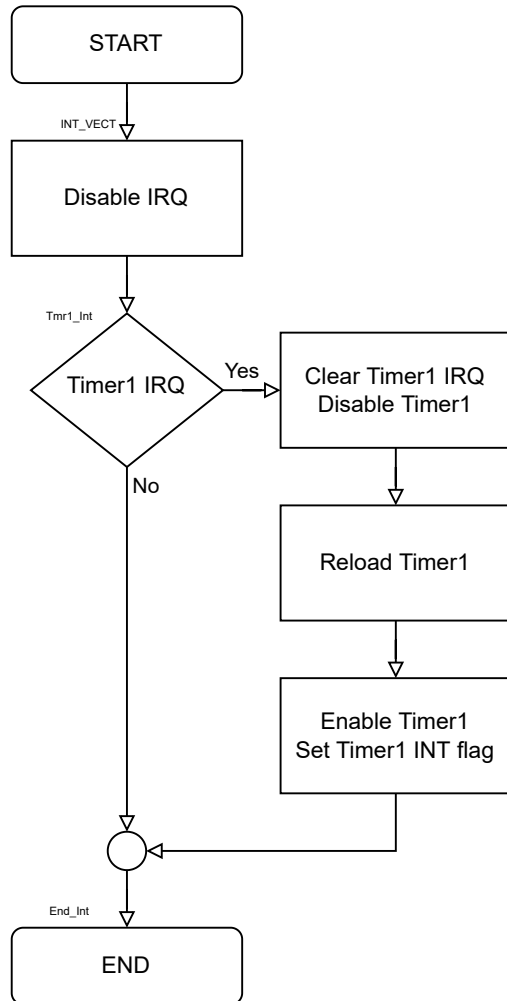 START
INT_VECT
Disable IRQ
Tmr1_Int
Timer1 IRQ
Yes
Clear Timer1 IRQ
Disable Timer1
No
Reload Timer1
Enable Timer1
Set Timer1 INT flag
End_Int
END